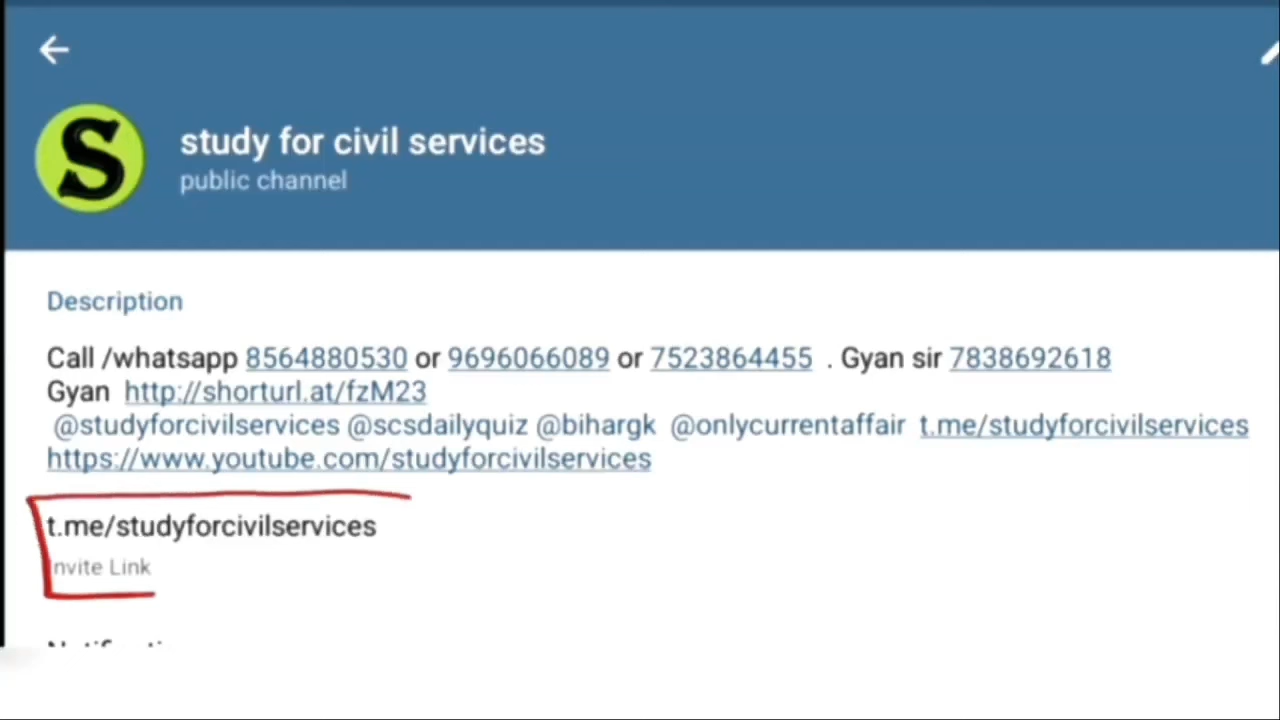 S
study for civil services
public channel
Description
Call /whatsapp 8564880530 or 9696066089 or 7523864455 . Gyan sir 7838692618
Gyan http://shorturl.at/fzM23
@studyforcivilservices @scsdailyquiz @bihargk @onlycurrentaffair t.me/studyforcivilservices
https://www.youtube.com/studyforcivilservices
t.me/studyforcivilservices
Invite Link